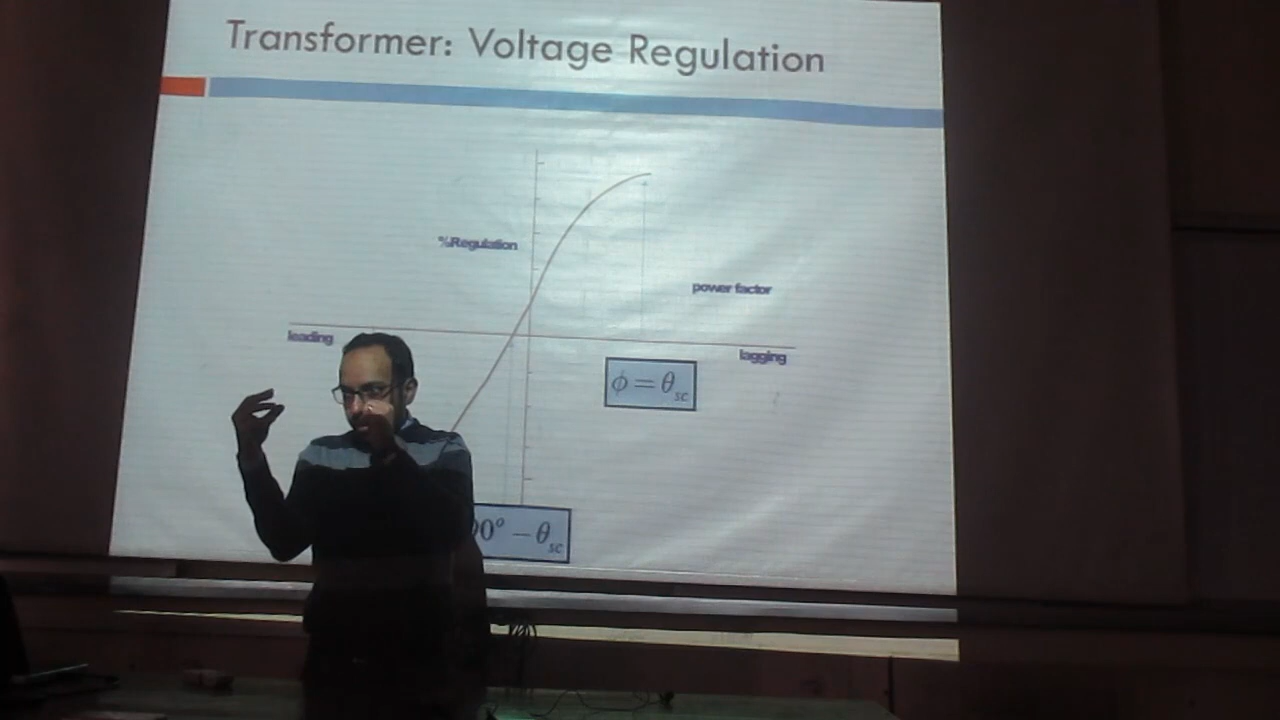 Transformer: Voltage Regulation
%Regulation
power factor
leading
lagging
ϕ = θsc
0° − θsc